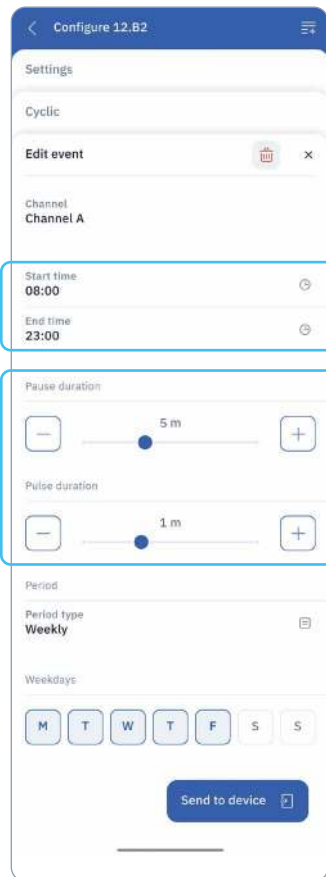 Configure 12.B2
Settings
Cyclic
Edit event
Channel
Channel A
Start time
08:00
End time
23:00
Pause duration
5 m
Pulse duration
1 m
Period
Period type
Weekly
Weekdays
M T W T F S S
Send to device